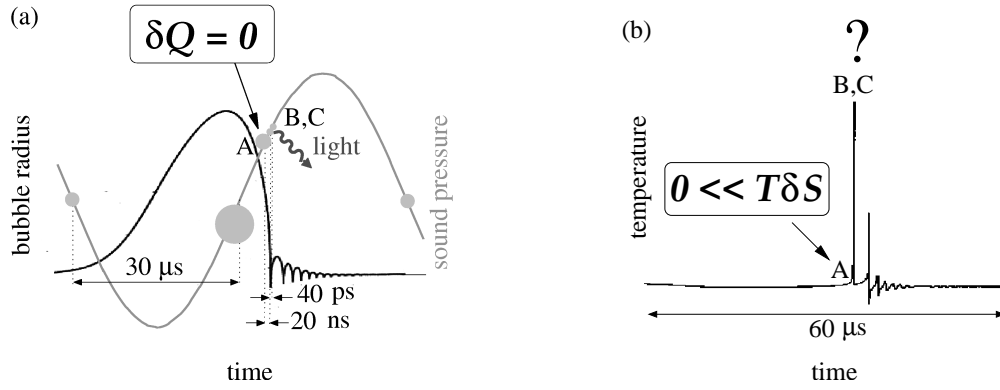 (a)
δQ = 0
B,C
A
light
bubble radius
sound pressure
30 μs
40 ps
20 ns
time
(b)
?
B,C
temperature
0 << TδS
A
60 μs
time